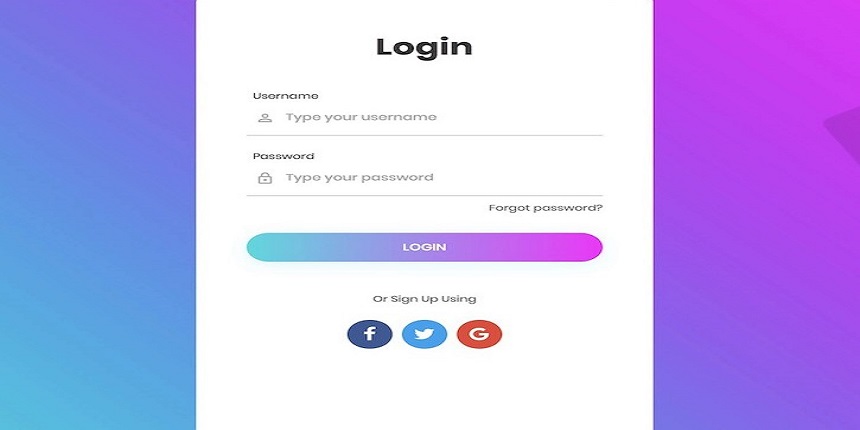 Login
Username
Type your username
Password
Type your password
Forgot password?
LOGIN
Or Sign Up Using
f
G